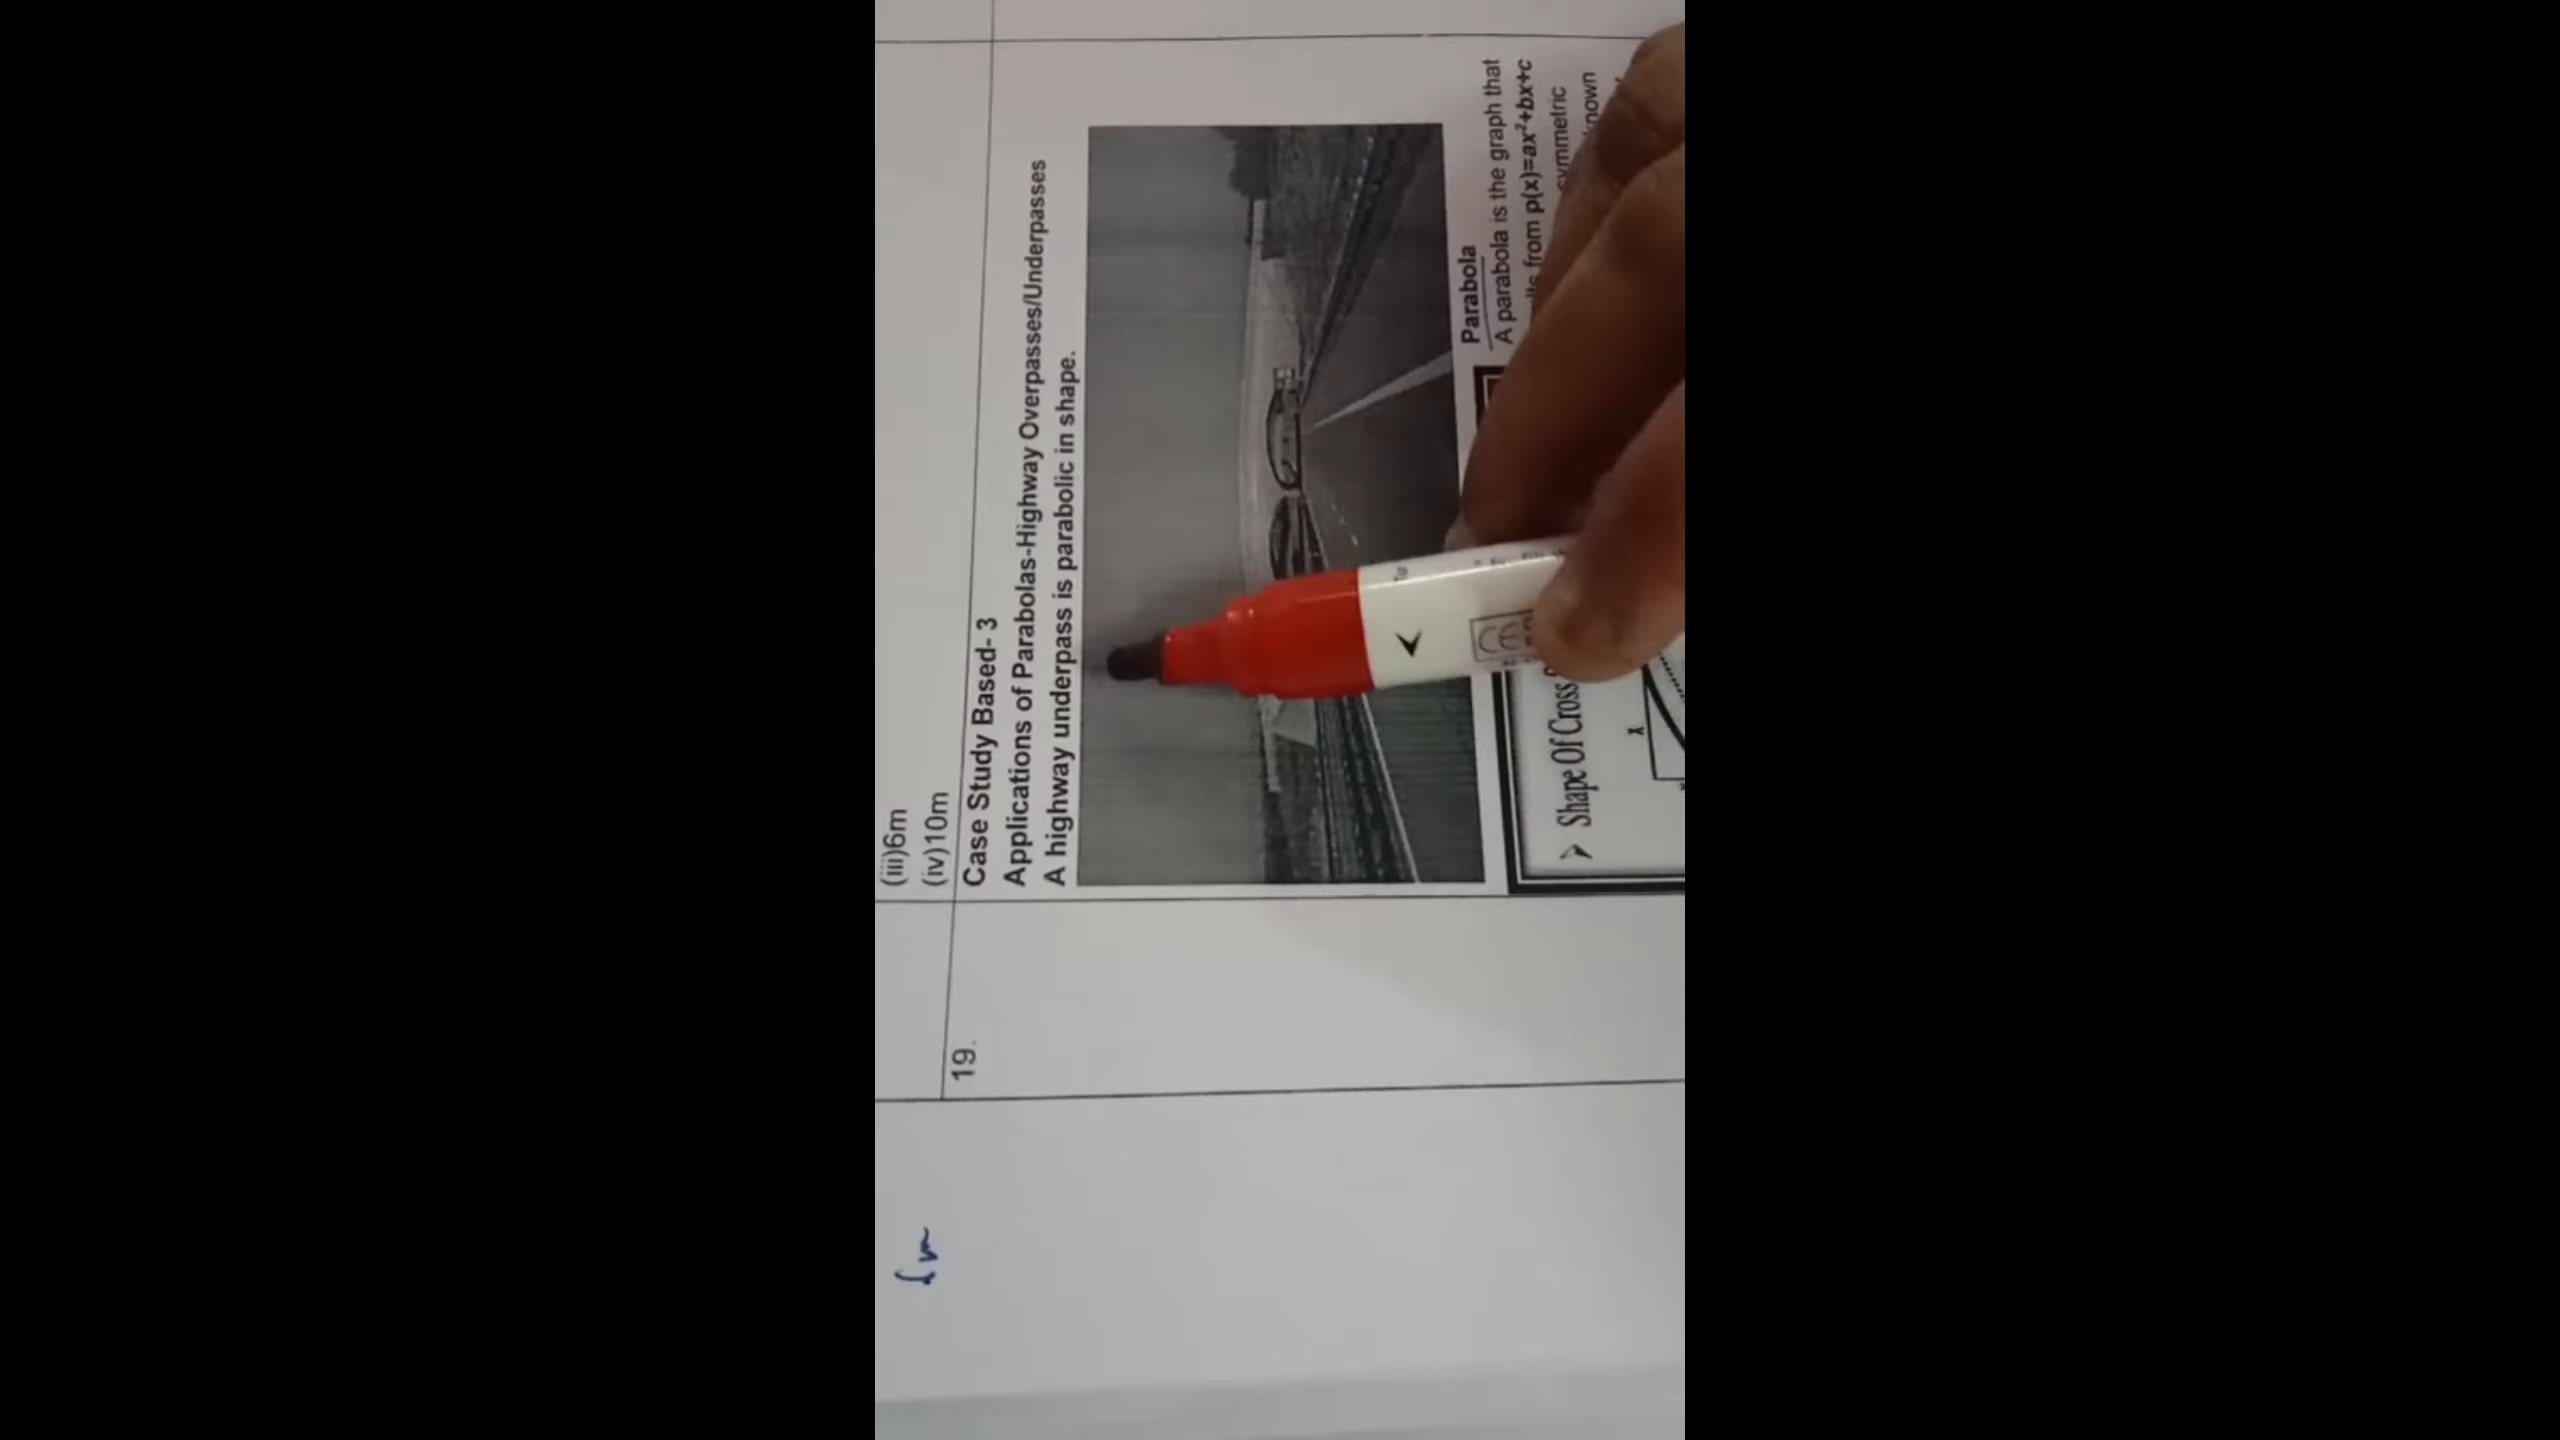 (iii)6m
(iv)10m
19.
Case Study Based- 3
Applications of Parabolas-Highway Overpasses/Underpasses
A highway underpass is parabolic in shape.
Parabola
A parabola is the graph that
from p(x)=ax²+bx+c
symmetric
known
➤ Shape Of Cross
X